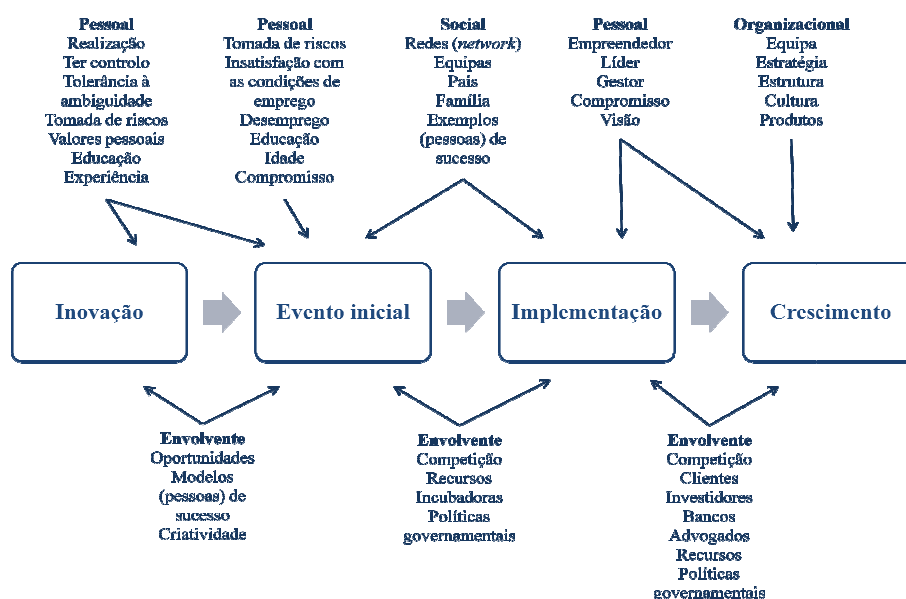 Pessoal
Realização
Ter controlo
Tolerância à
ambiguidade
Tomada de riscos
Valores pessoais
Educação
Experiência
Pessoal
Tomada de riscos
Insatisfação com
as condições de
emprego
Desemprego
Educação
Idade
Compromisso
Social
Redes (network)
Equipas
Pais
Família
Exemplos
(pessoas) de
sucesso
Pessoal
Empreendedor
Líder
Gestor
Compromisso
Visão
Organizacional
Equipa
Estratégia
Estrutura
Cultura
Produtos
Inovação
Evento inicial
Implementação
Crescimento
Envolvente
Oportunidades
Modelos
(pessoas) de
sucesso
Criatividade
Envolvente
Competição
Recursos
Incubadoras
Políticas
governamentais
Envolvente
Competição
Clientes
Investidores
Bancos
Advogados
Recursos
Políticas
governamentais